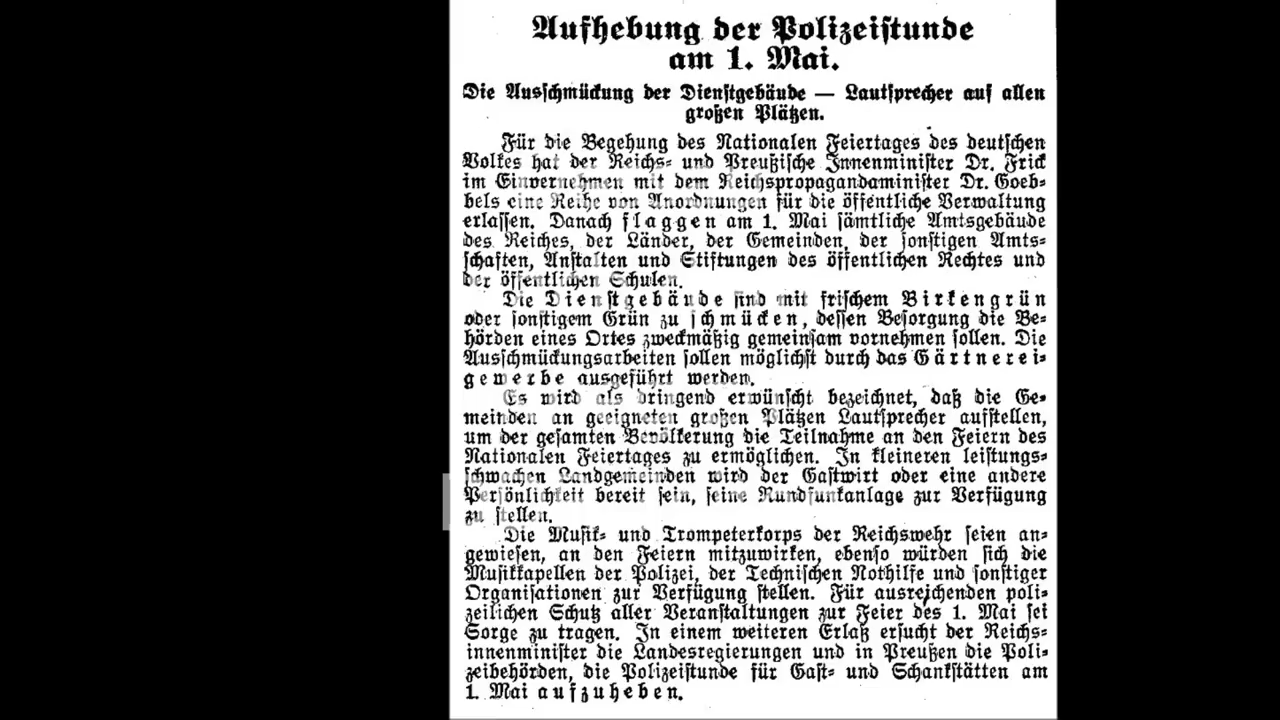 Aufhebung der Polizeistunde
am 1. Mai.
Die Ausschmückung der Dienstgebäude — Lautsprecher auf allen
großen Plätzen.
Für die Begehung des Nationalen Feiertages des deutschen
Volkes hat der Reichs- und Preußische Innenminister Dr. Frick
im Einvernehmen mit dem Reichspropagandaminister Dr. Goeb-
bels eine Reihe von Anordnungen für die öffentliche Verwaltung
erlassen. Danach flaggen am 1. Mai sämtliche Amtsgebäude
des Reiches, der Länder, der Gemeinden, der sonstigen Amts-
schaften, Anstalten und Stiftungen des öffentlichen Rechtes und
der öffentlichen Schulen.
Die Dienstgebäude sind mit frischem Birkengrün
oder sonstigem Grün zu schmücken, dessen Besorgung die Be-
hörden eines Ortes zweckmäßig gemeinsam vornehmen sollen. Die
Ausschmückungsarbeiten sollen möglichst durch das Gärtnerei-
gewerbe ausgeführt werden.
Es wird als dringend erwünscht bezeichnet, daß die Ge-
meinden an geeigneten großen Plätzen Lautsprecher aufstellen,
um der gesamten Bevölkerung die Teilnahme an den Feiern des
Nationalen Feiertages zu ermöglichen. In kleineren leistungs-
schwachen Landgemeinden wird der Gastwirt oder eine andere
Persönlichkeit bereit sein, seine Rundfunkanlage zur Verfügung
zu stellen.
Die Musik- und Trompeterkorps der Reichswehr seien an-
gewiesen, an den Feiern mitzuwirken, ebenso würden sich die
Musikkapellen der Polizei, der Technischen Nothilfe und sonstiger
Organisationen zur Verfügung stellen. Für ausreichenden poli-
zeilichen Schutz aller Veranstaltungen zur Feier des 1. Mai sei
Sorge zu tragen. In einem weiteren Erlaß ersucht der Reichs-
innenminister die Landesregierungen und in Preußen die Poli-
zeibehörden, die Polizeistunde für Gast- und Schankstätten am
1. Mai aufzuheben.